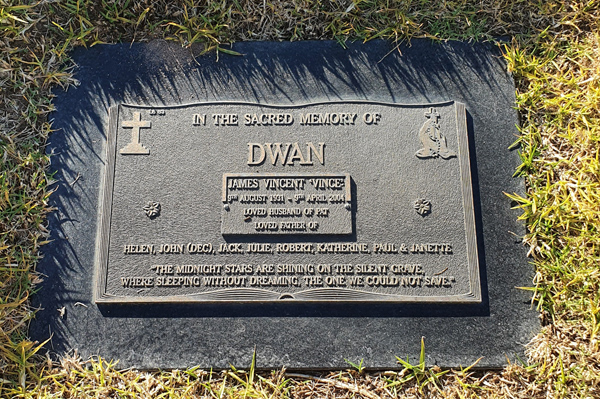 IN THE SACRED MEMORY OF
DWAN
JAMES VINCENT "VINCE"
9TH AUGUST 1931 - 9TH APRIL 2004
LOVED HUSBAND OF PAT
LOVED FATHER OF
HELEN, JOHN (DEC), JACK, JULIE, ROBERT, KATHERINE, PAUL & JANETTE
"THE MIDNIGHT STARS ARE SHINING ON THE SILENT GRAVE,
WHERE SLEEPING WITHOUT DREAMING, THE ONE WE COULD NOT SAVE."